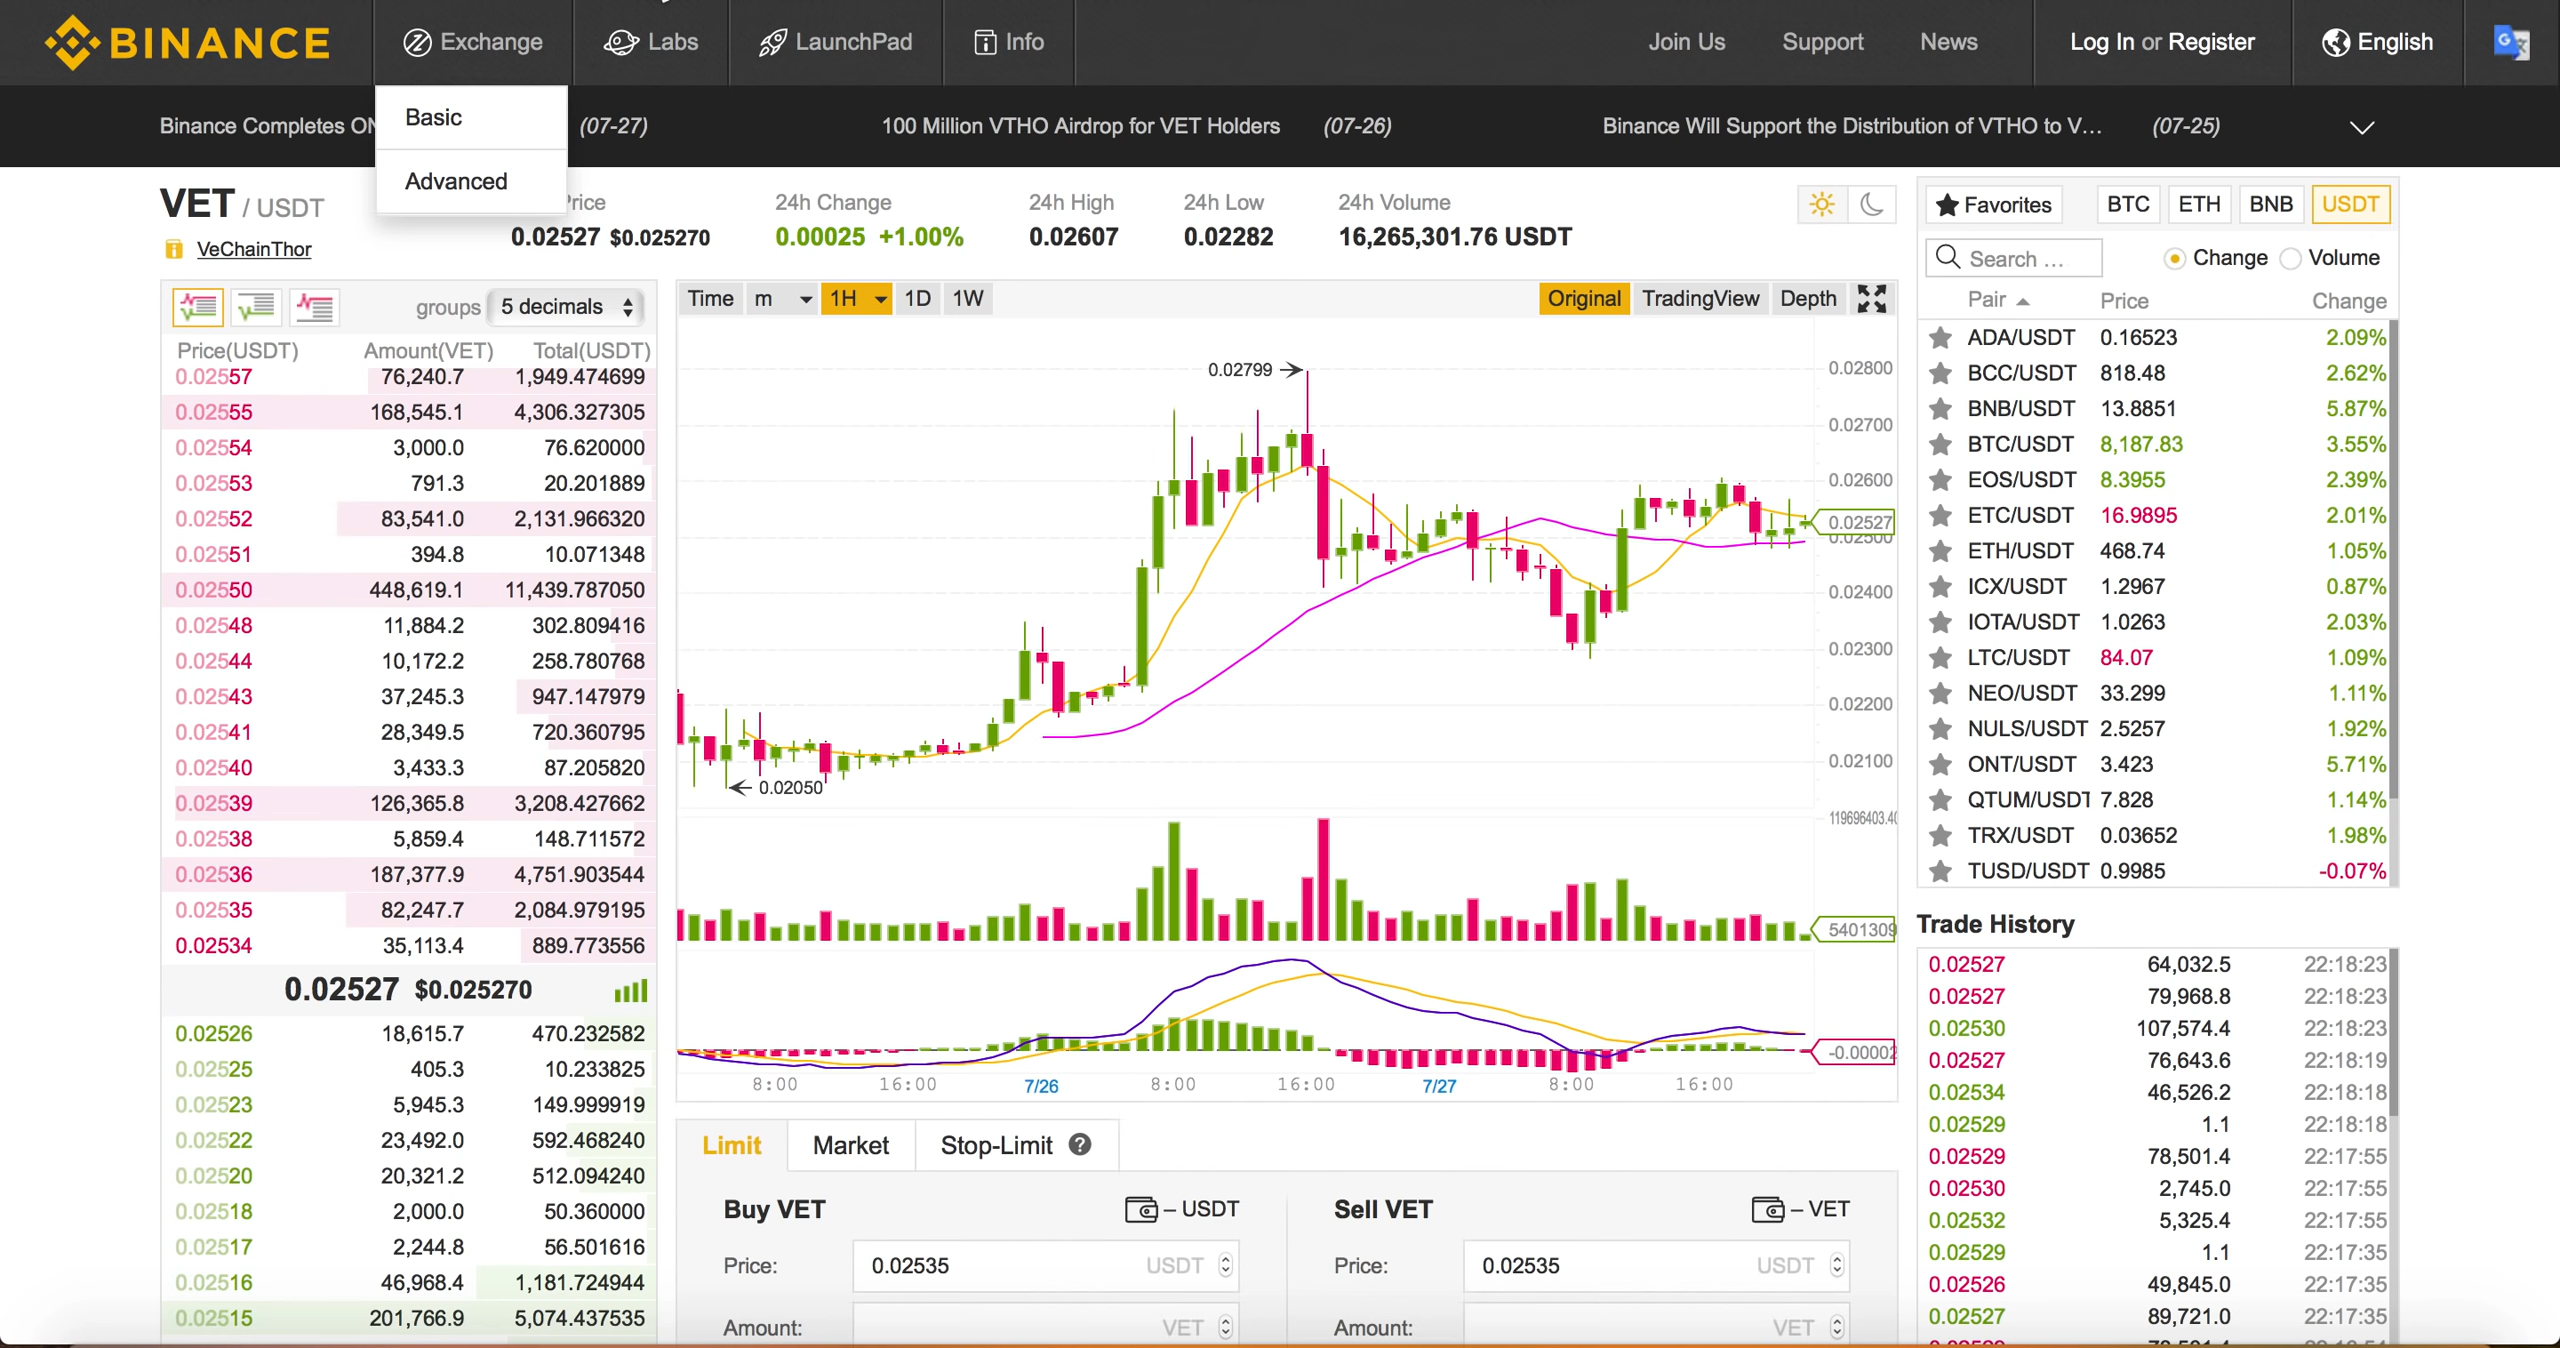 BINANCE
Exchange
Labs
LaunchPad
Info
Join Us
Support
News
Log In or Register
English
Basic
Advanced
Binance Completes
(07-27)
100 Million VTHO Airdrop for VET Holders (07-26)
Binance Will Support the Distribution of VTHO to V... (07-25)
VET / USDT
VeChainThor
0.02527 $0.025270
24h Change
0.00025 +1.00%
24h High
0.02607
24h Low
0.02282
24h Volume
16,265,301.76 USDT
groups 5 decimals
Price(USDT) Amount(VET) Total(USDT)
0.02557 76,240.7 1,949.474699
0.02555 168,545.1 4,306.327305
0.02554 3,000.0 76.620000
0.02553 791.3 20.201889
0.02552 83,541.0 2,131.966320
0.02551 394.8 10.071348
0.02550 448,619.1 11,439.787050
0.02548 11,884.2 302.809416
0.02544 10,172.2 258.780768
0.02543 37,245.3 947.147979
0.02541 28,349.5 720.360795
0.02540 3,433.3 87.205820
0.02539 126,365.8 3,208.427662
0.02538 5,859.4 148.711572
0.02536 187,377.9 4,751.903544
0.02535 82,247.7 2,084.979195
0.02534 35,113.4 889.773556
0.02527 $0.025270
0.02526 18,615.7 470.232582
0.02525 405.3 10.233825
0.02523 5,945.3 149.999919
0.02522 23,492.0 592.468240
0.02520 20,321.2 512.094240
0.02518 2,000.0 50.360000
0.02517 2,244.8 56.501616
0.02516 46,968.4 1,181.724944
0.02515 201,766.9 5,074.437535
Time m 1H 1D 1W
Original TradingView Depth
0.02799
0.02050
0.02800
0.02700
0.02600
0.02527
0.02500
0.02400
0.02300
0.02200
0.02100
119696403.40
5401309
-0.00002
8:00 16:00 7/26 8:00 16:00 7/27 8:00 16:00
Limit Market Stop-Limit ?
Buy VET – USDT
Price: 0.02535 USDT
Amount: VET
Sell VET – VET
Price: 0.02535 USDT
Amount: VET
Favorites BTC ETH BNB USDT
Search ... Change Volume
Pair Price Change
ADA/USDT 0.16523 2.09%
BCC/USDT 818.48 2.62%
BNB/USDT 13.8851 5.87%
BTC/USDT 8,187.83 3.55%
EOS/USDT 8.3955 2.39%
ETC/USDT 16.9895 2.01%
ETH/USDT 468.74 1.05%
ICX/USDT 1.2967 0.87%
IOTA/USDT 1.0263 2.03%
LTC/USDT 84.07 1.09%
NEO/USDT 33.299 1.11%
NULS/USDT 2.5257 1.92%
ONT/USDT 3.423 5.71%
QTUM/USDT 7.828 1.14%
TRX/USDT 0.03652 1.98%
TUSD/USDT 0.9985 -0.07%
Trade History
0.02527 64,032.5 22:18:23
0.02527 79,968.8 22:18:23
0.02530 107,574.4 22:18:23
0.02527 76,643.6 22:18:19
0.02534 46,526.2 22:18:18
0.02529 1.1 22:18:18
0.02529 78,501.4 22:17:55
0.02530 2,745.0 22:17:55
0.02532 5,325.4 22:17:55
0.02529 1.1 22:17:35
0.02526 49,845.0 22:17:35
0.02527 89,721.0 22:17:35